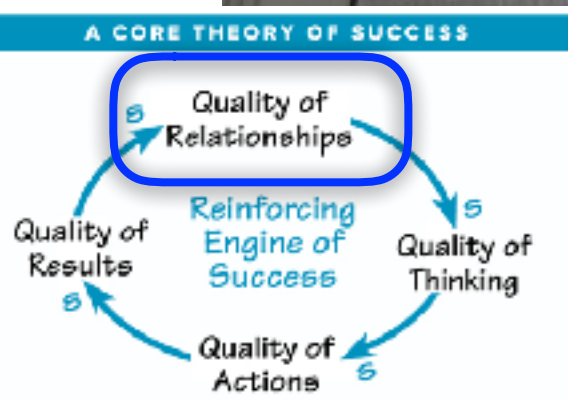 A CORE THEORY OF SUCCESS
S
Quality of
Relationships
Reinforcing
Engine of
Success
S
Quality of
Thinking
Quality of
Results
S
Quality of
Actions
S